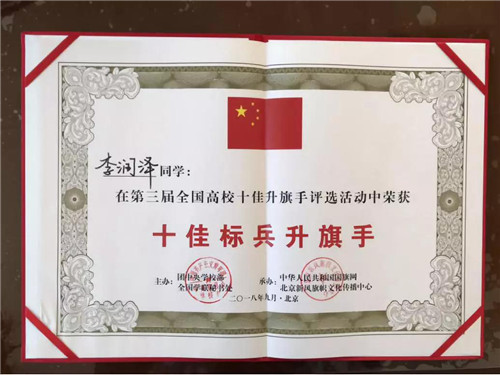 李润泽同学：
在第三届全国高校十佳升旗手评选活动中荣获
十佳标兵升旗手
主办：团中央学校部 全国学联秘书处
承办：中华人民共和国国旗网 北京新风旗帜文化传播中心
二〇一八年九月·北京